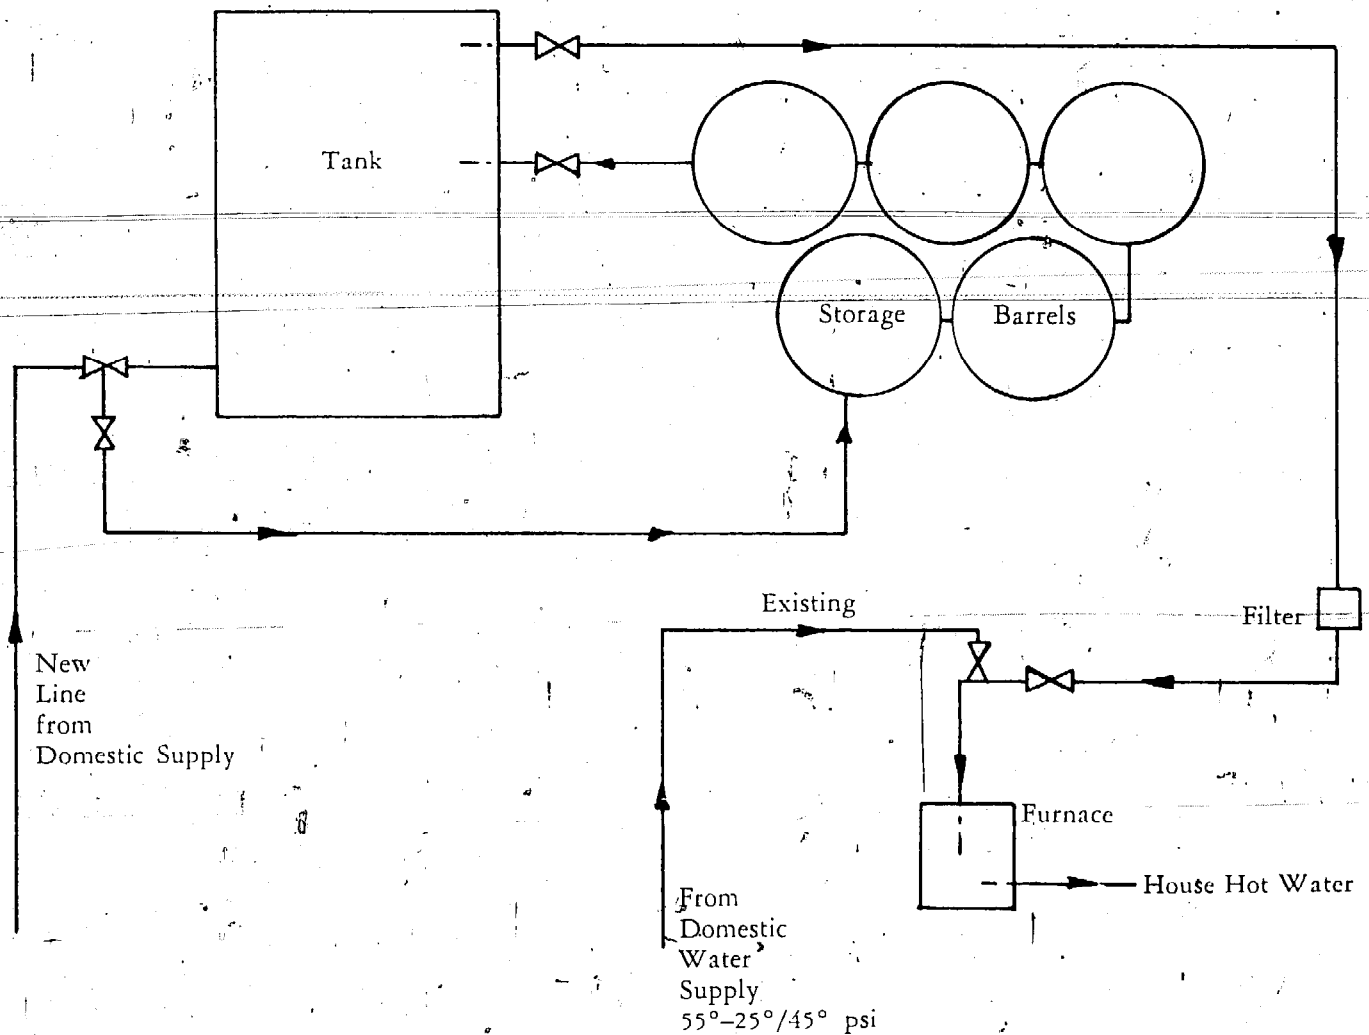 Tank
Storage
Barrels
Existing
Filter
New
Line
from
Domestic Supply
Furnace
House Hot Water
From
Domestic
Water
Supply
55°–25°/45° psi